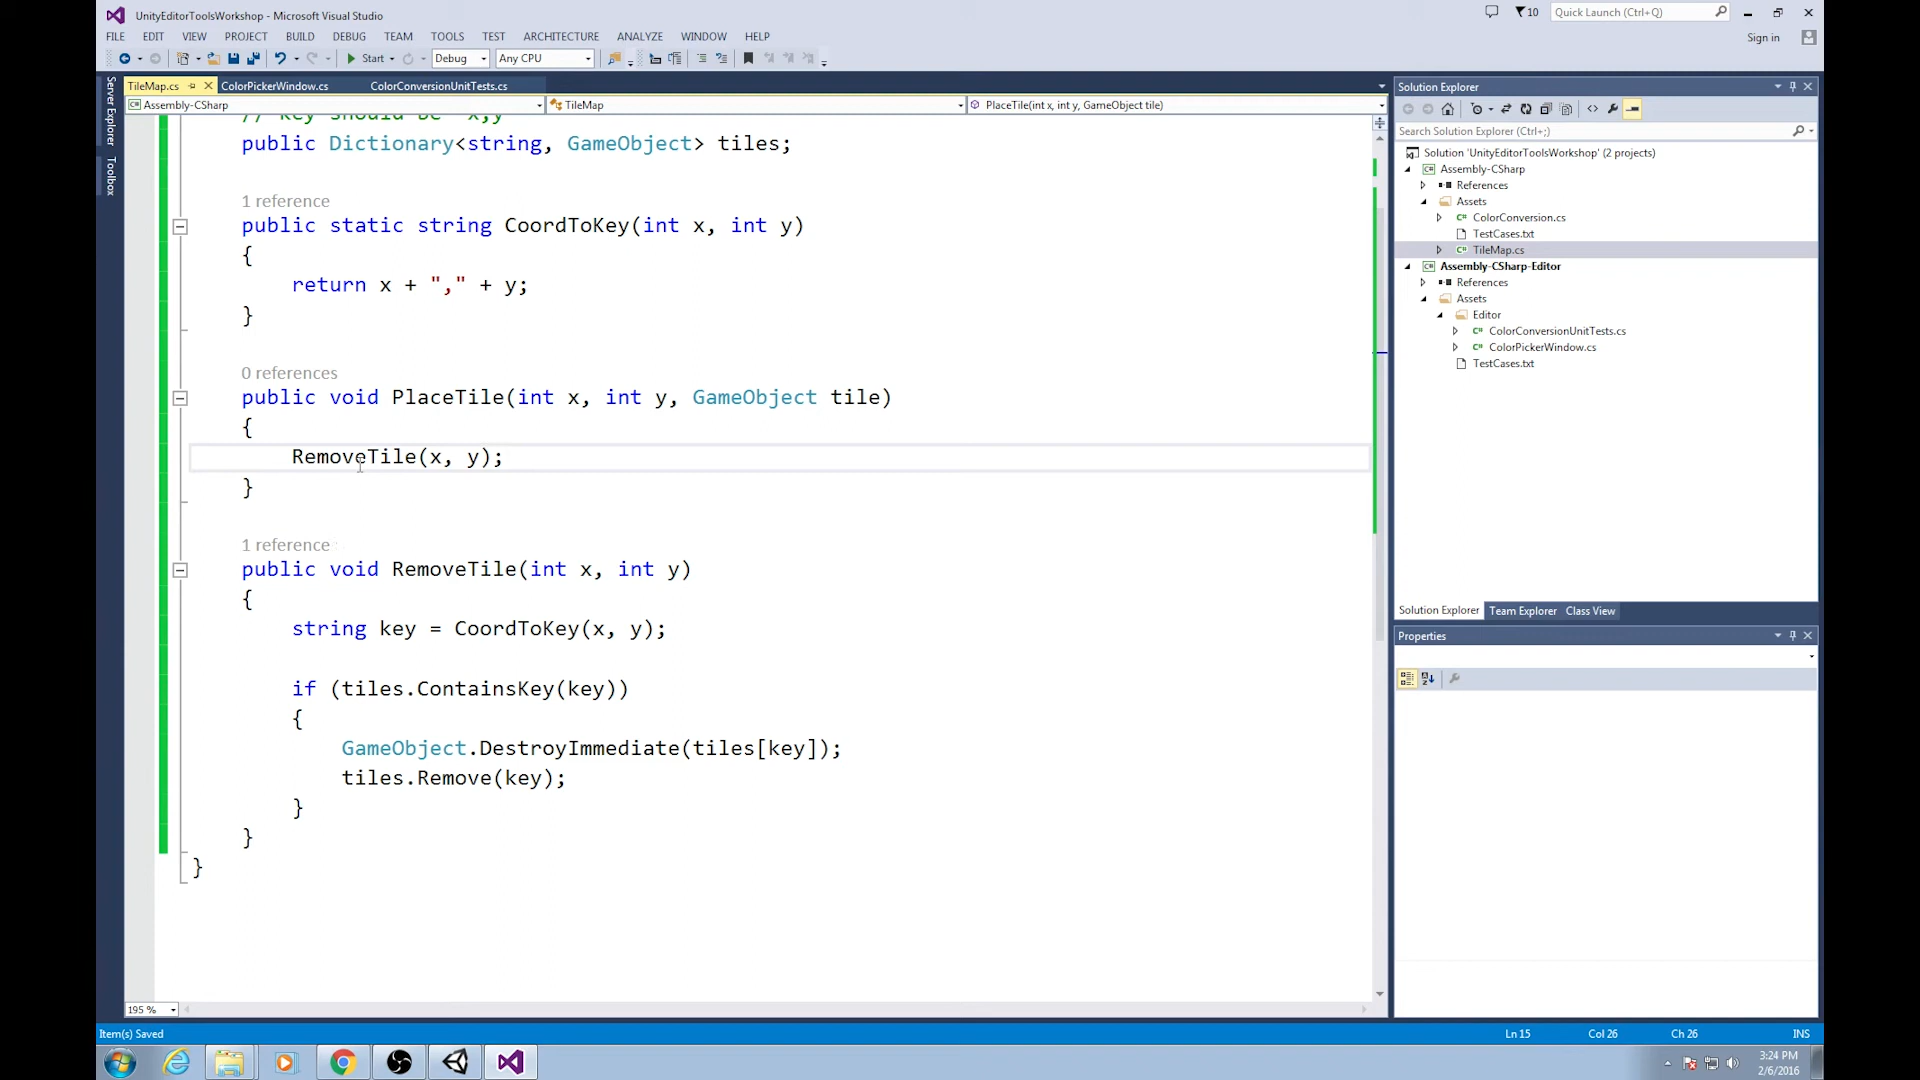 UnityEditorToolsWorkshop - Microsoft Visual Studio
10
Quick Launch (Ctrl+Q)
FILE EDIT VIEW PROJECT BUILD DEBUG TEAM TOOLS TEST ARCHITECTURE ANALYZE WINDOW HELP
Sign in
Start Debug Any CPU
TileMap.cs ColorPickerWindow.cs ColorConversionUnitTests.cs
Assembly-CSharp TileMap PlaceTile(int x, int y, GameObject tile)
Server Explorer
Toolbox
// key should be "x,y"
public Dictionary<string, GameObject> tiles;
1 reference
public static string CoordToKey(int x, int y)
{
return x + "," + y;
}
0 references
public void PlaceTile(int x, int y, GameObject tile)
{
RemoveTile(x, y);
}
1 reference
public void RemoveTile(int x, int y)
{
string key = CoordToKey(x, y);
if (tiles.ContainsKey(key))
{
GameObject.DestroyImmediate(tiles[key]);
tiles.Remove(key);
}
}
}
195 %
Solution Explorer
Search Solution Explorer (Ctrl+;)
Solution 'UnityEditorToolsWorkshop' (2 projects)
Assembly-CSharp
References
Assets
ColorConversion.cs
TestCases.txt
TileMap.cs
Assembly-CSharp-Editor
References
Assets
Editor
ColorConversionUnitTests.cs
ColorPickerWindow.cs
TestCases.txt
Solution Explorer Team Explorer Class View
Properties
Item(s) Saved Ln 15 Col 26 Ch 26 INS
3:24 PM
2/6/2016